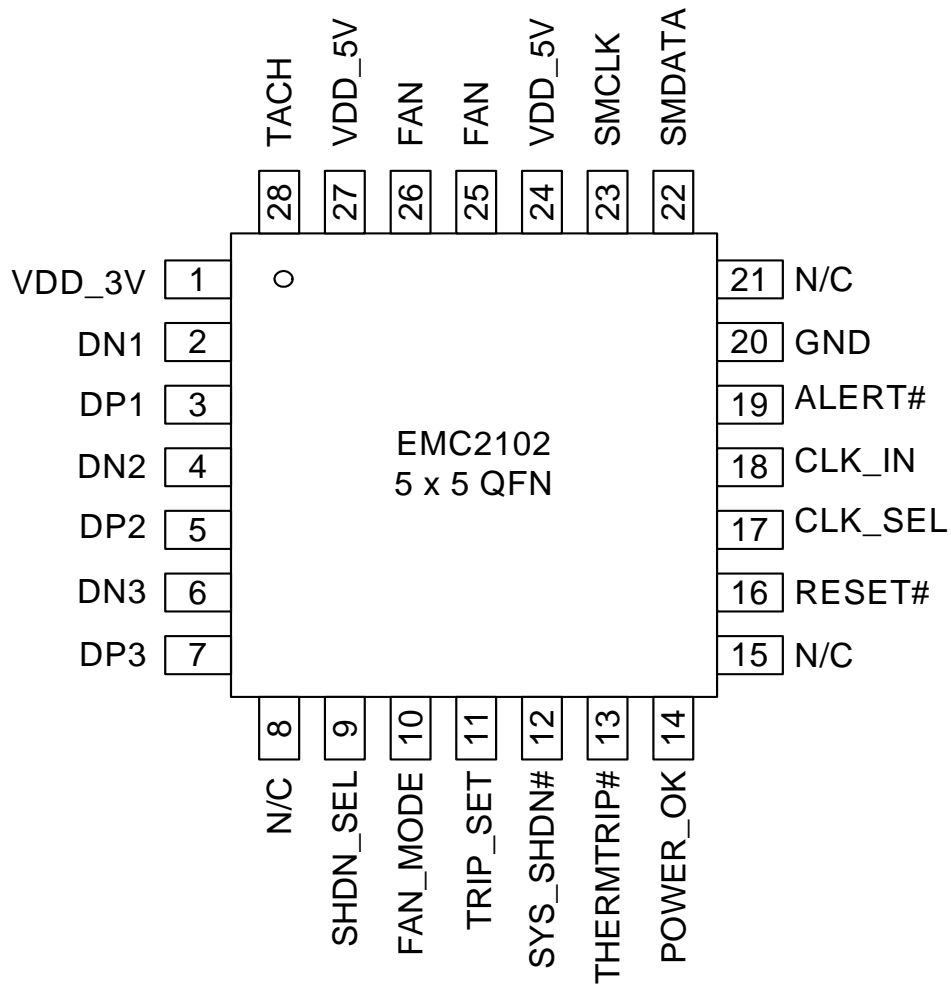 TACH
VDD_5V
FAN
FAN
VDD_5V
SMCLK
SMDATA
28
27
26
25
24
23
22
VDD_3V 1
DN1 2
DP1 3
DN2 4
DP2 5
DN3 6
DP3 7
EMC2102
5 x 5 QFN
21 N/C
20 GND
19 ALERT#
18 CLK_IN
17 CLK_SEL
16 RESET#
15 N/C
8
9
10
11
12
13
14
N/C
SHDN_SEL
FAN_MODE
TRIP_SET
SYS_SHDN#
THERMTRIP#
POWER_OK